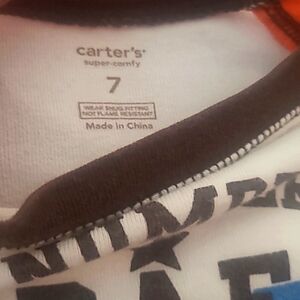 carter's
super-comfy
7
WEAR SNUG-FITTING
NOT FLAME RESISTANT
Made in China